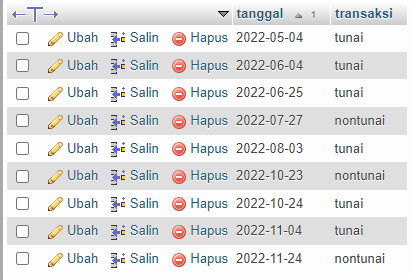 tanggal 1 transaksi
Ubah Salin Hapus 2022-05-04 tunai
Ubah Salin Hapus 2022-06-04 tunai
Ubah Salin Hapus 2022-06-25 tunai
Ubah Salin Hapus 2022-07-27 nontunai
Ubah Salin Hapus 2022-08-03 tunai
Ubah Salin Hapus 2022-10-23 nontunai
Ubah Salin Hapus 2022-10-24 tunai
Ubah Salin Hapus 2022-11-04 tunai
Ubah Salin Hapus 2022-11-05 nontunai